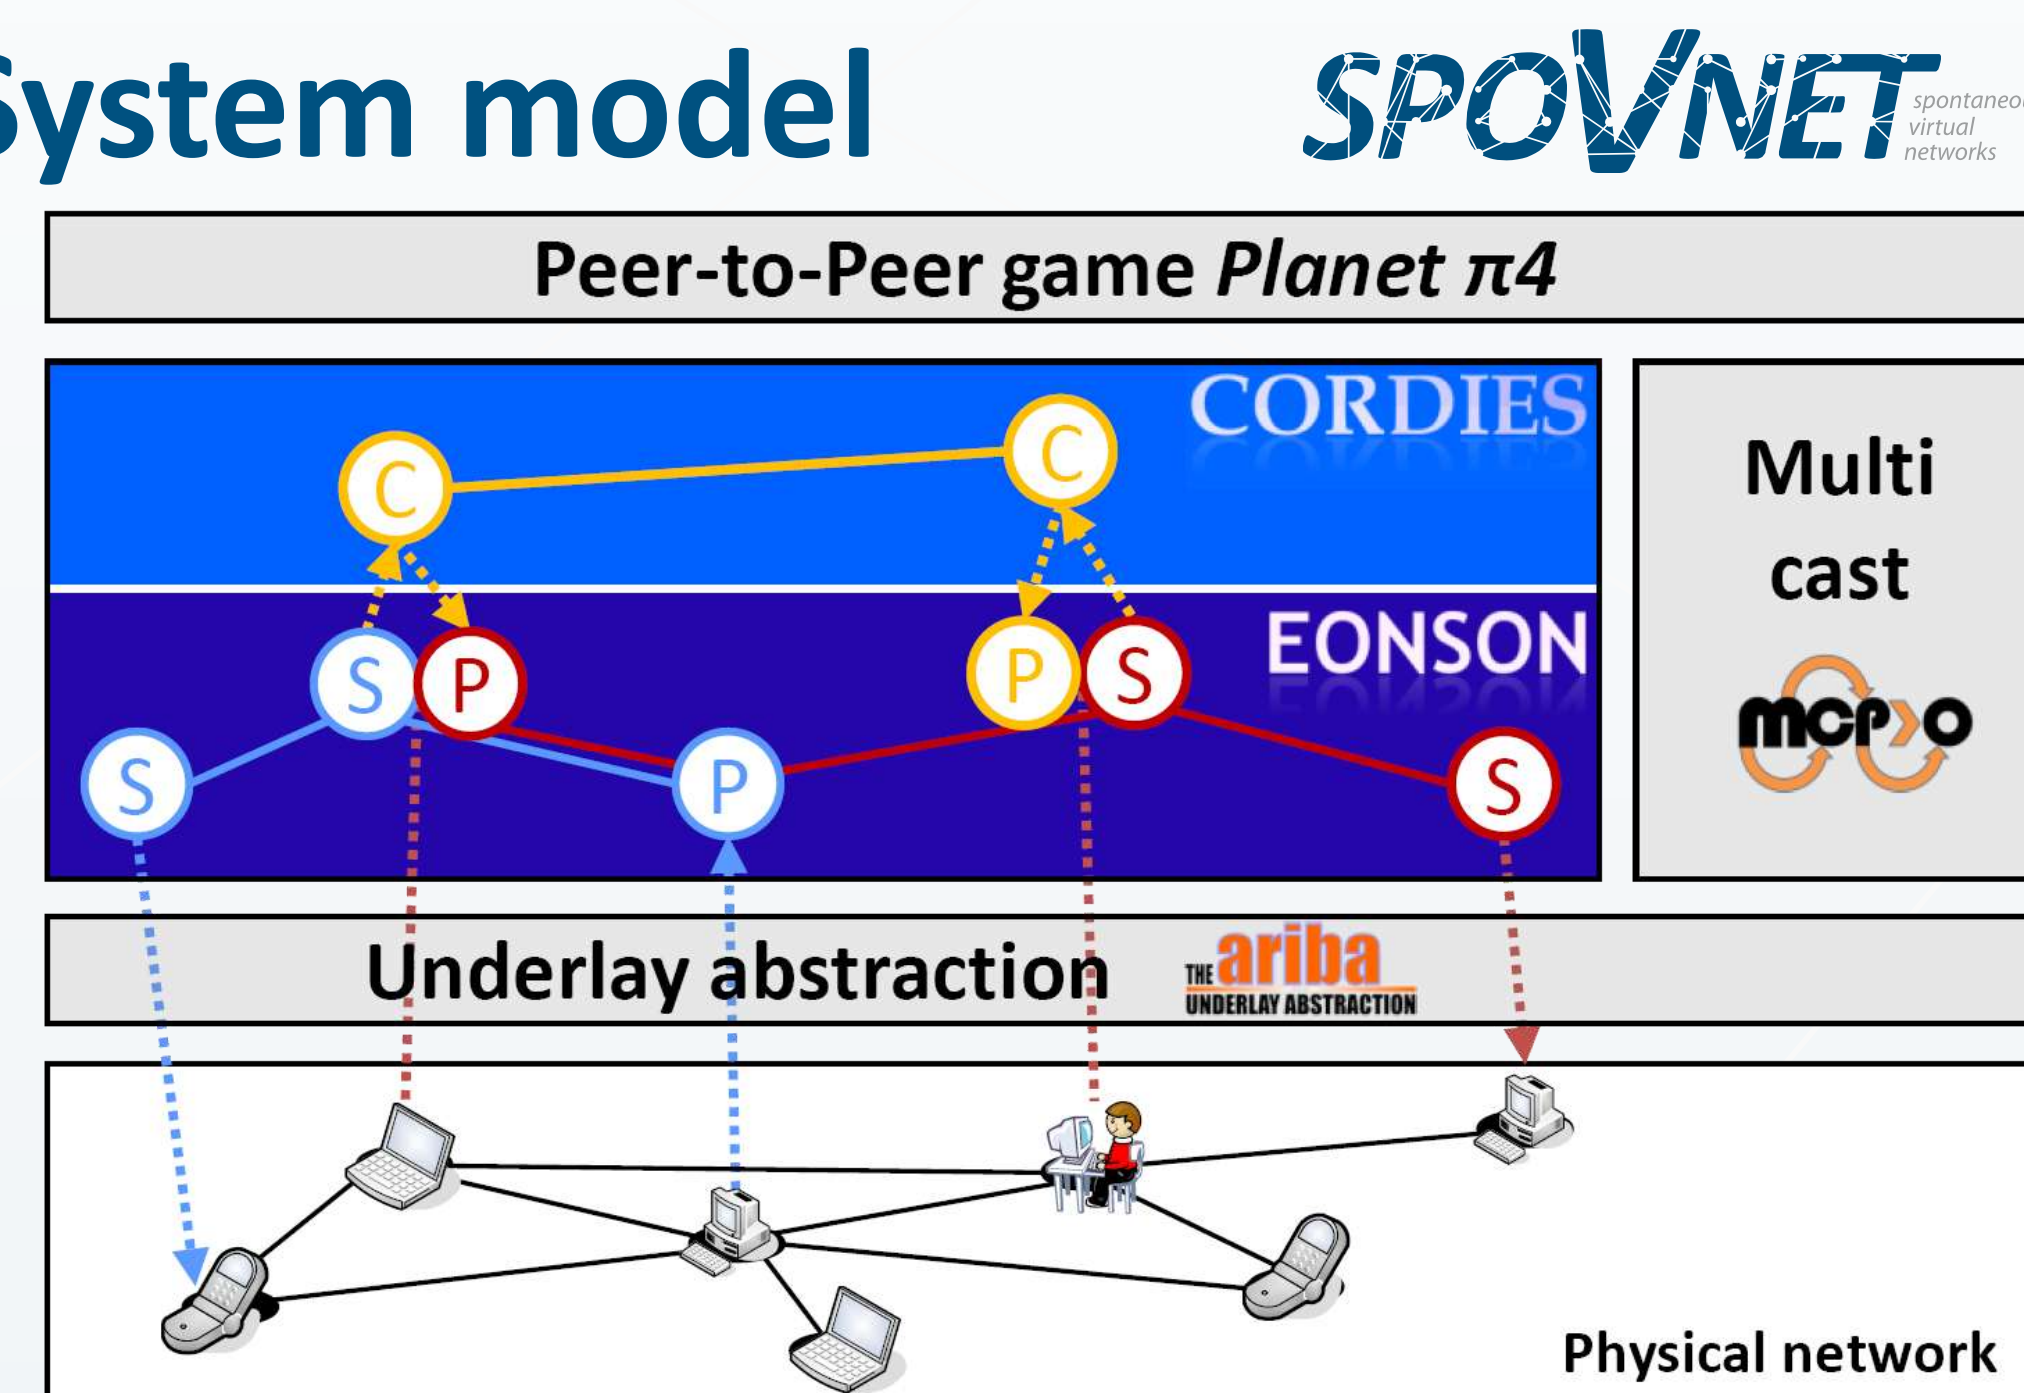 System model
SPOVNET
spontaneou
virtual
networks
Peer-to-Peer game Planet π4
CORDIES
C
C
EONSON
S
P
P
S
S
P
S
Multi
cast
MCPO
Underlay abstraction
THE ariba
UNDERLAY ABSTRACTION
Physical network